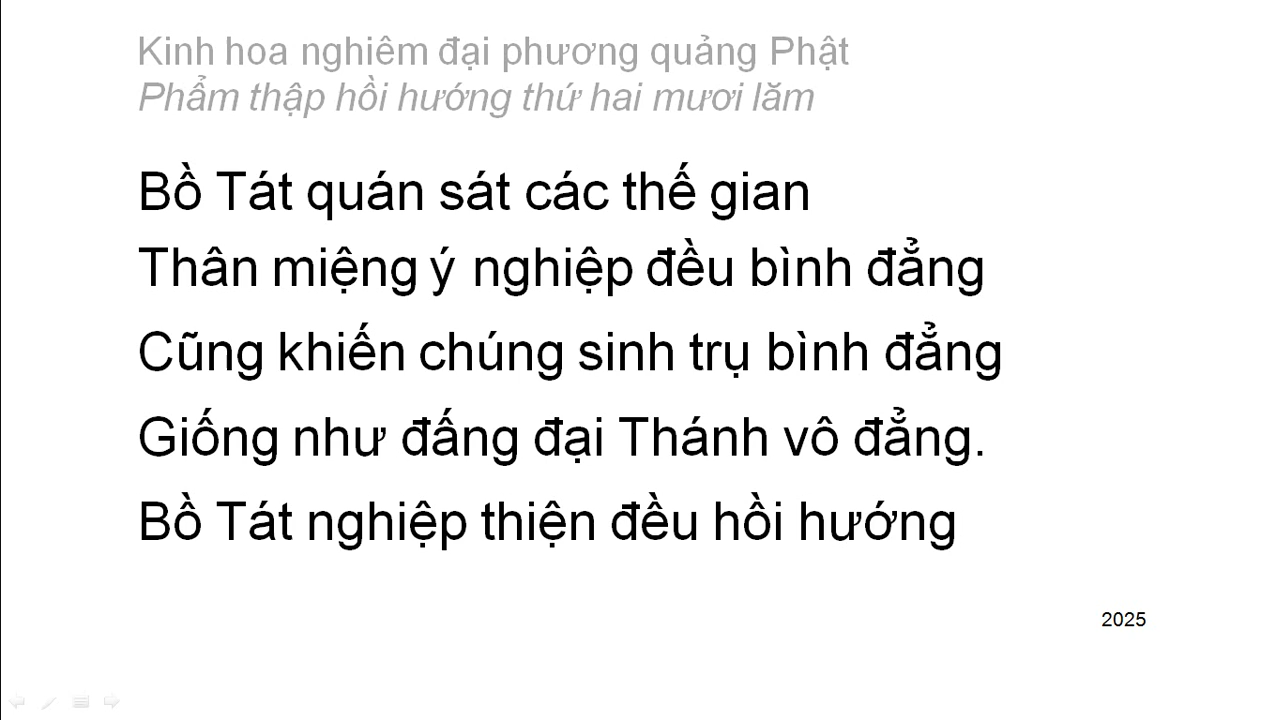 Kinh hoa nghiêm đại phương quảng Phật
Phẩm thập hồi hướng thứ hai mươi lăm
Bồ Tát quán sát các thế gian
Thân miệng ý nghiệp đều bình đẳng
Cũng khiến chúng sinh trụ bình đẳng
Giống như đấng đại Thánh vô đẳng.
Bồ Tát nghiệp thiện đều hồi hướng
2025